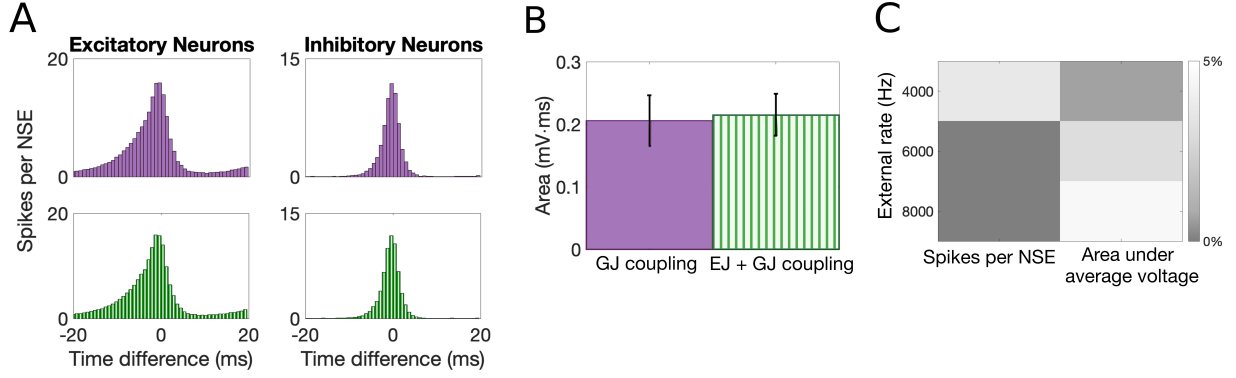 A
Excitatory Neurons
Inhibitory Neurons
20
0
15
0
Spikes per NSE
20
0
15
0
-20
0
20
-20
0
20
Time difference (ms)
Time difference (ms)
B
0.3
0.2
0.1
0
Area (mV·ms)
GJ coupling
EJ + GJ coupling
C
External rate (Hz)
4000
6000
8000
5%
0%
Spikes per NSE
Area under
average voltage